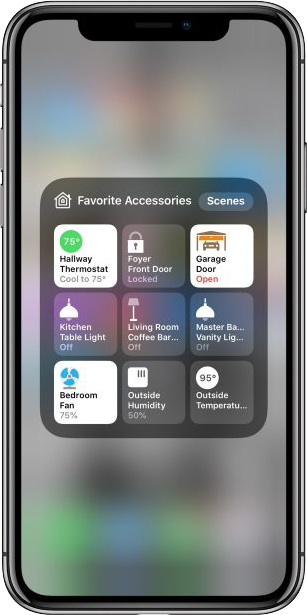 Favorite Accessories
Scenes
75°
Hallway
Thermostat
Cool to 75°
Foyer
Front Door
Locked
Garage
Door
Open
Kitchen
Table Light
Off
Living Room
Coffee Bar...
Off
Master Ba...
Vanity Lig...
Off
Bedroom
Fan
75%
Outside
Humidity
50%
95°
Outside
Temperatu...